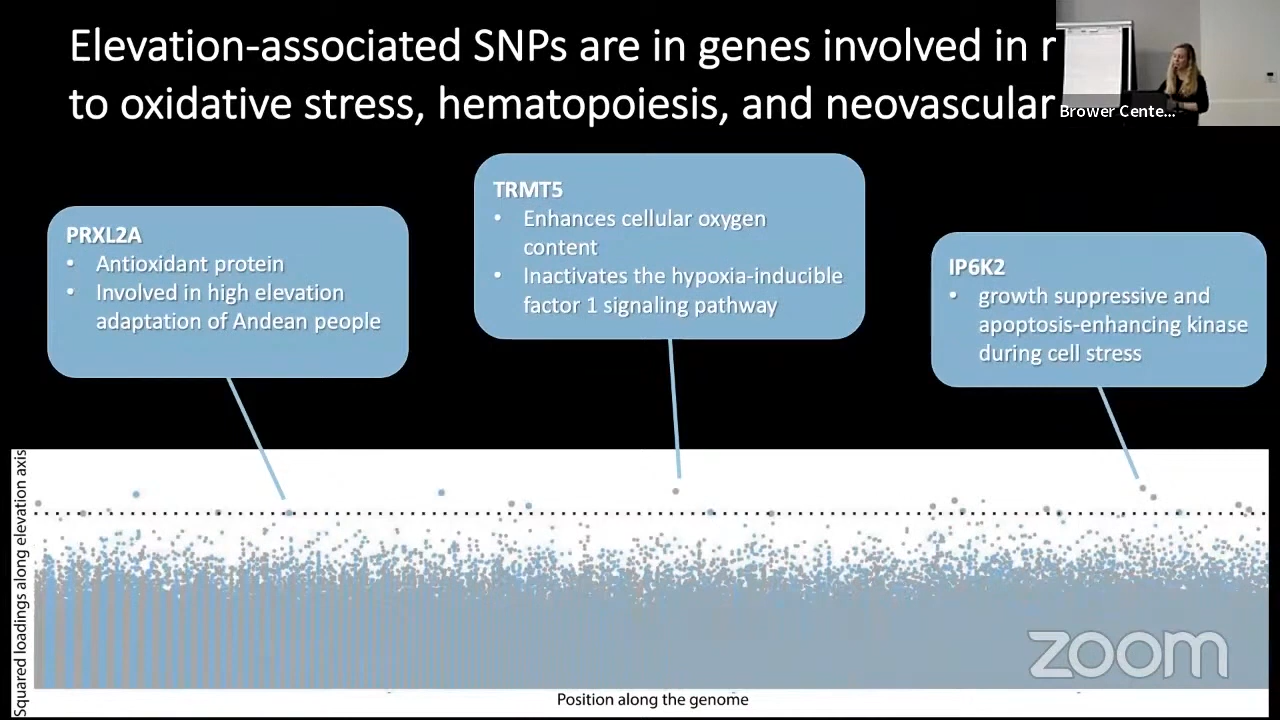 Elevation-associated SNPs are in genes involved in r
to oxidative stress, hematopoiesis, and neovascular
Brower Cente...
PRXL2A
• Antioxidant protein
• Involved in high elevation
adaptation of Andean people
TRMT5
• Enhances cellular oxygen
content
• Inactivates the hypoxia-inducible
factor 1 signaling pathway
IP6K2
• growth suppressive and
apoptosis-enhancing kinase
during cell stress
Squared loadings along elevation axis
Position along the genome
zoom